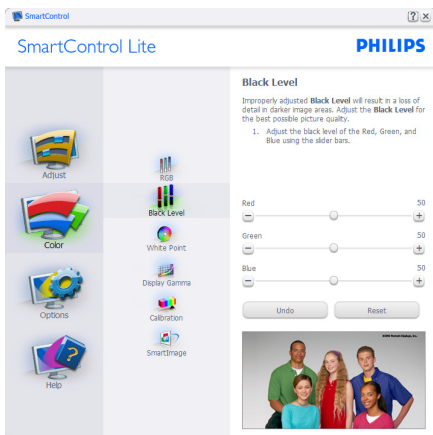 SmartControl
SmartControl Lite
PHILIPS
Adjust
Color
Options
Help
RGB
Black Level
White Point
Display Gamma
Calibration
SmartImage
Black Level
Improperly adjusted Black Level will result in a loss of
detail in darker image areas. Adjust the Black Level for
the best possible picture quality.
1. Adjust the black level of the Red, Green, and
Blue using the slider bars.
Red 50
Green 50
Blue 50
Undo Reset